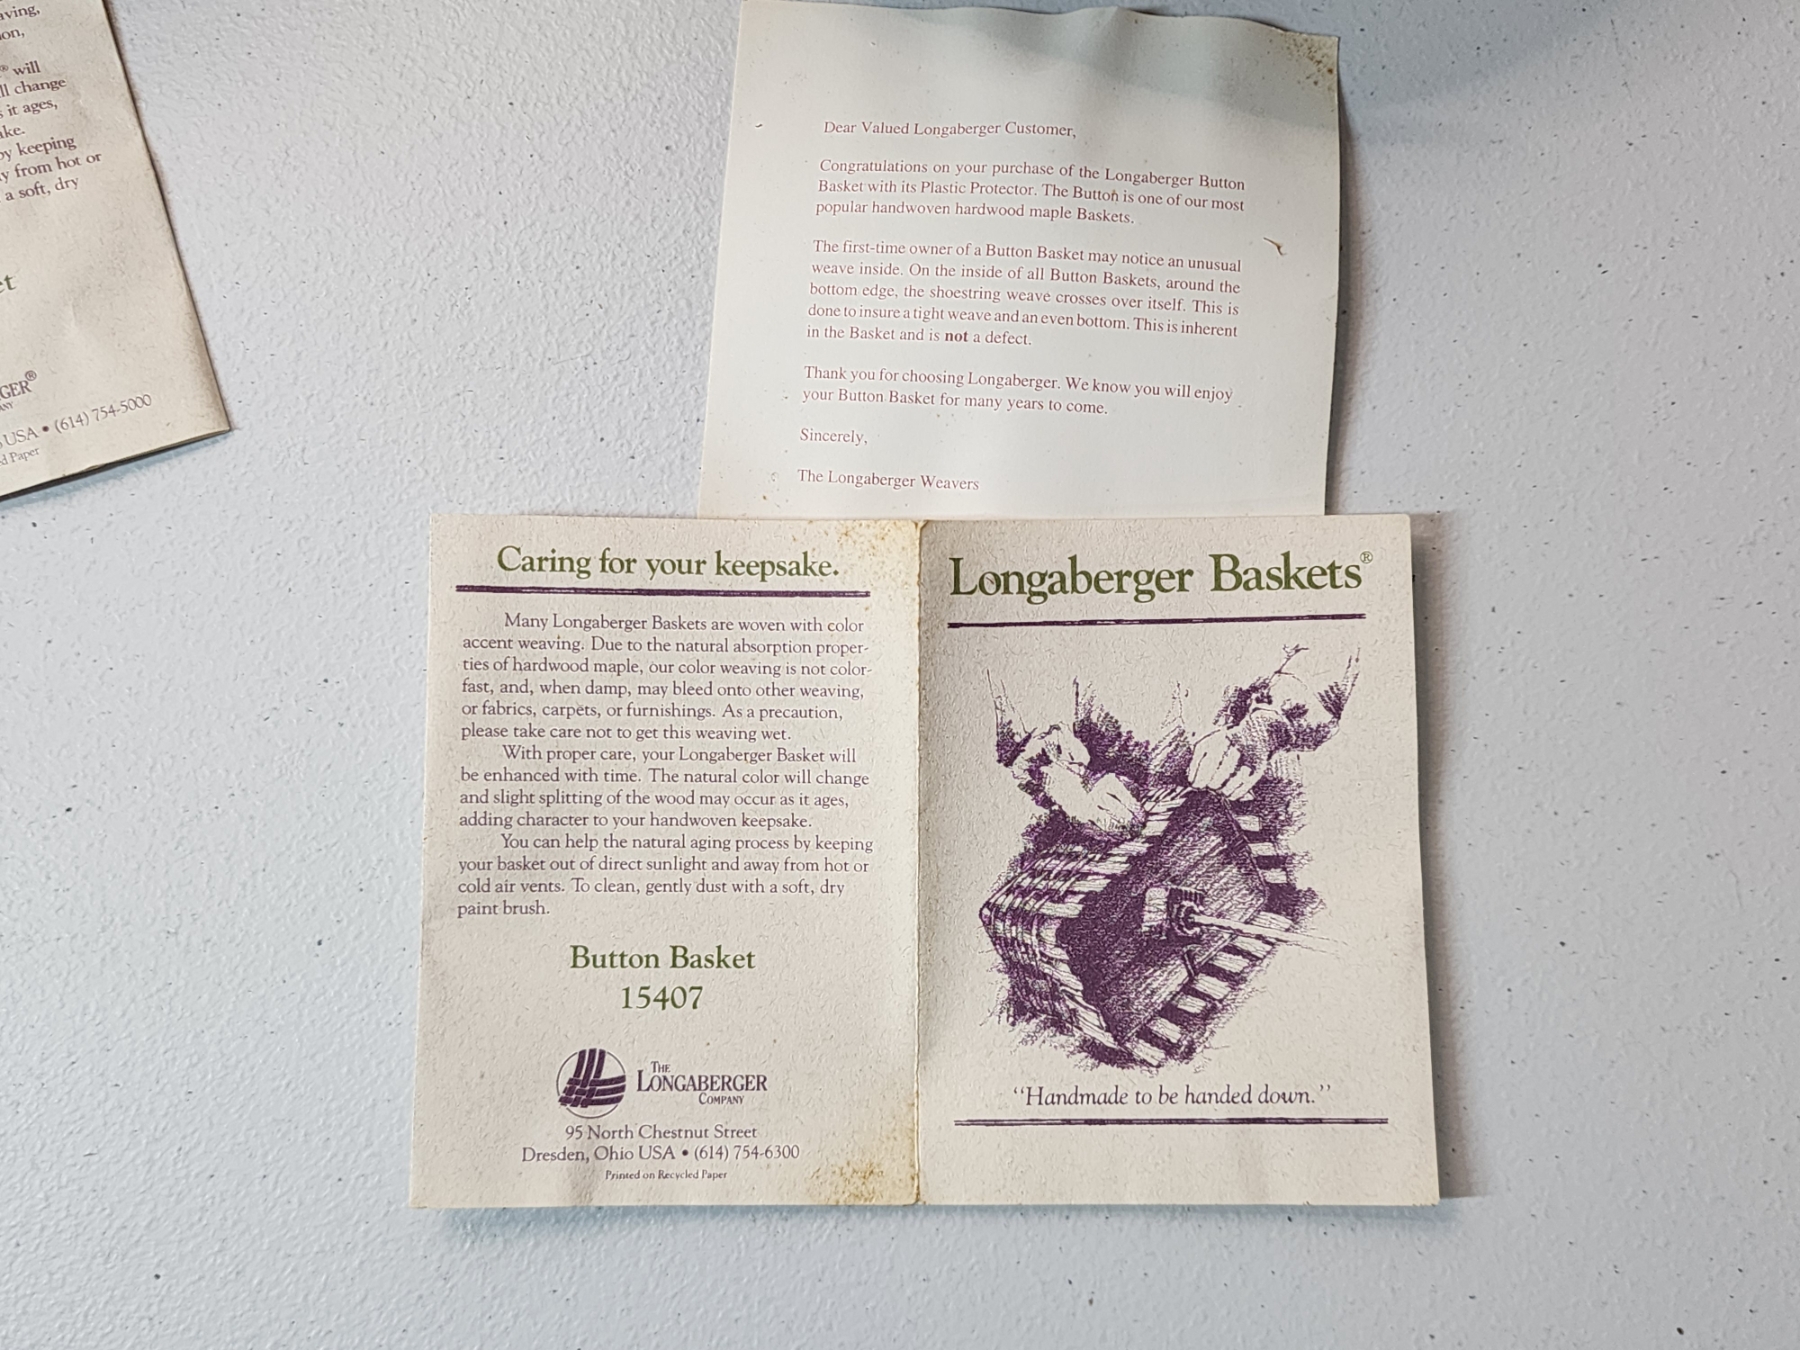 aving,
on,
® will
ll change
s it ages,
ake.
by keeping
y from hot or
a soft, dry
et
GER®
ANY
USA • (614) 754-5000
d Paper
Dear Valued Longaberger Customer,
Congratulations on your purchase of the Longaberger Button
Basket with its Plastic Protector. The Button is one of our most
popular handwoven hardwood maple Baskets.
The first-time owner of a Button Basket may notice an unusual
weave inside. On the inside of all Button Baskets, around the
bottom edge, the shoestring weave crosses over itself. This is
done to insure a tight weave and an even bottom. This is inherent
in the Basket and is not a defect.
Thank you for choosing Longaberger. We know you will enjoy
your Button Basket for many years to come.
Sincerely,
The Longaberger Weavers
Caring for your keepsake.
Many Longaberger Baskets are woven with color
accent weaving. Due to the natural absorption proper-
ties of hardwood maple, our color weaving is not color-
fast, and, when damp, may bleed onto other weaving,
or fabrics, carpets, or furnishings. As a precaution,
please take care not to get this weaving wet.
With proper care, your Longaberger Basket will
be enhanced with time. The natural color will change
and slight splitting of the wood may occur as it ages,
adding character to your handwoven keepsake.
You can help the natural aging process by keeping
your basket out of direct sunlight and away from hot or
cold air vents. To clean, gently dust with a soft, dry
paint brush.
Button Basket
15407
THE
LONGABERGER
COMPANY
95 North Chestnut Street
Dresden, Ohio USA • (614) 754-6300
Printed on Recycled Paper
Longaberger Baskets®
"Handmade to be handed down."